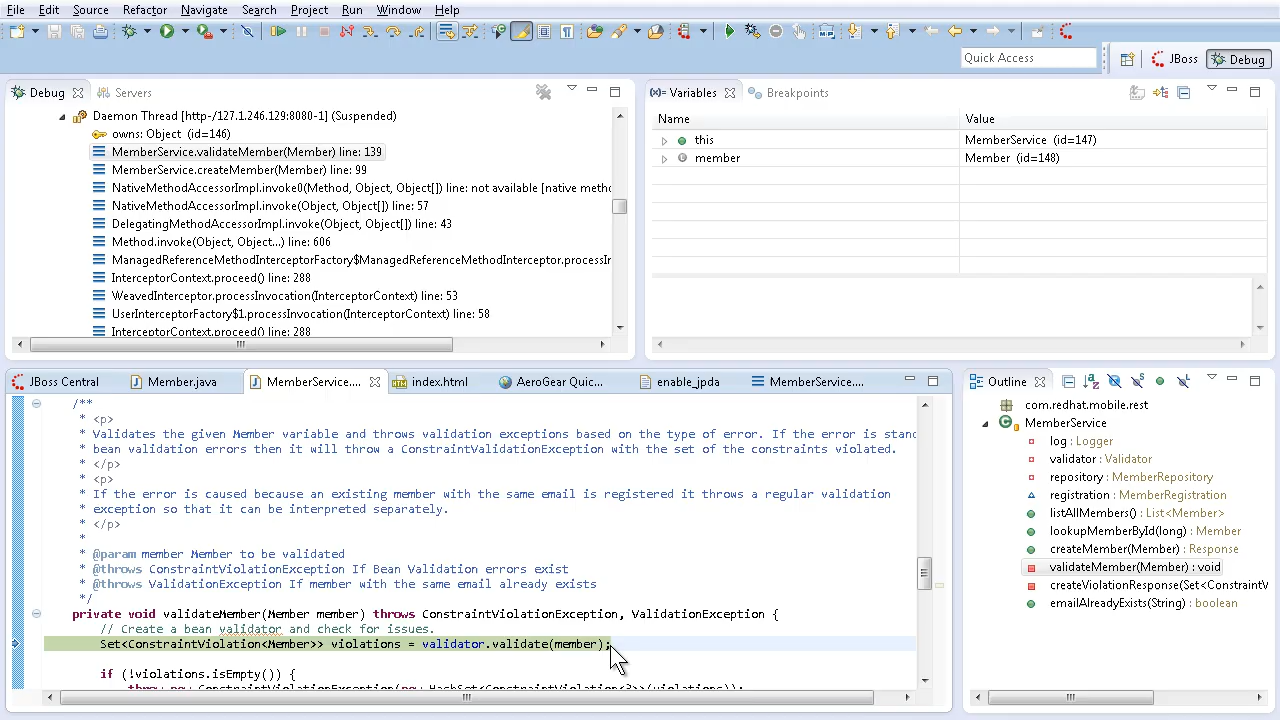 File Edit Source Refactor Navigate Search Project Run Window Help
Quick Access
JBoss
Debug
Debug
Servers
Daemon Thread [http-/127.1.246.129:8080-1] (Suspended)
owns: Object (id=146)
MemberService.validateMember(Member) line: 139
MemberService.createMember(Member) line: 99
NativeMethodAccessorImpl.invoke0(Method, Object, Object[]) line: not available [native metho
NativeMethodAccessorImpl.invoke(Object, Object[]) line: 57
DelegatingMethodAccessorImpl.invoke(Object, Object[]) line: 43
Method.invoke(Object, Object...) line: 606
ManagedReferenceMethodInterceptorFactory$ManagedReferenceMethodInterceptor.processIr
InterceptorContext.proceed() line: 288
WeavedInterceptor.processInvocation(InterceptorContext) line: 53
UserInterceptorFactory$1.processInvocation(InterceptorContext) line: 58
InterceptorContext.proceed() line: 288
(x)= Variables
Breakpoints
Name Value
this MemberService (id=147)
member Member (id=148)
JBoss Central
Member.java
MemberService....
index.html
AeroGear Quic...
enable_jpda
MemberService....
/**
* <p>
* Validates the given Member variable and throws validation exceptions based on the type of error. If the error is stand
* bean validation errors then it will throw a ConstraintValidationException with the set of the constraints violated.
* </p>
* <p>
* If the error is caused because an existing member with the same email is registered it throws a regular validation
* exception so that it can be interpreted separately.
* </p>
*
* @param member Member to be validated
* @throws ConstraintViolationException If Bean Validation errors exist
* @throws ValidationException If member with the same email already exists
*/
private void validateMember(Member member) throws ConstraintViolationException, ValidationException {
// Create a bean validator and check for issues.
Set<ConstraintViolation<Member>> violations = validator.validate(member);
if (!violations.isEmpty()) {
throw new ConstraintViolationException(new HashSet<ConstraintViolation<?>>(violations));
Outline
com.redhat.mobile.rest
MemberService
log : Logger
validator : Validator
repository : MemberRepository
registration : MemberRegistration
listAllMembers() : List<Member>
lookupMemberById(long) : Member
createMember(Member) : Response
validateMember(Member) : void
createViolationResponse(Set<ConstraintV
emailAlreadyExists(String) : boolean